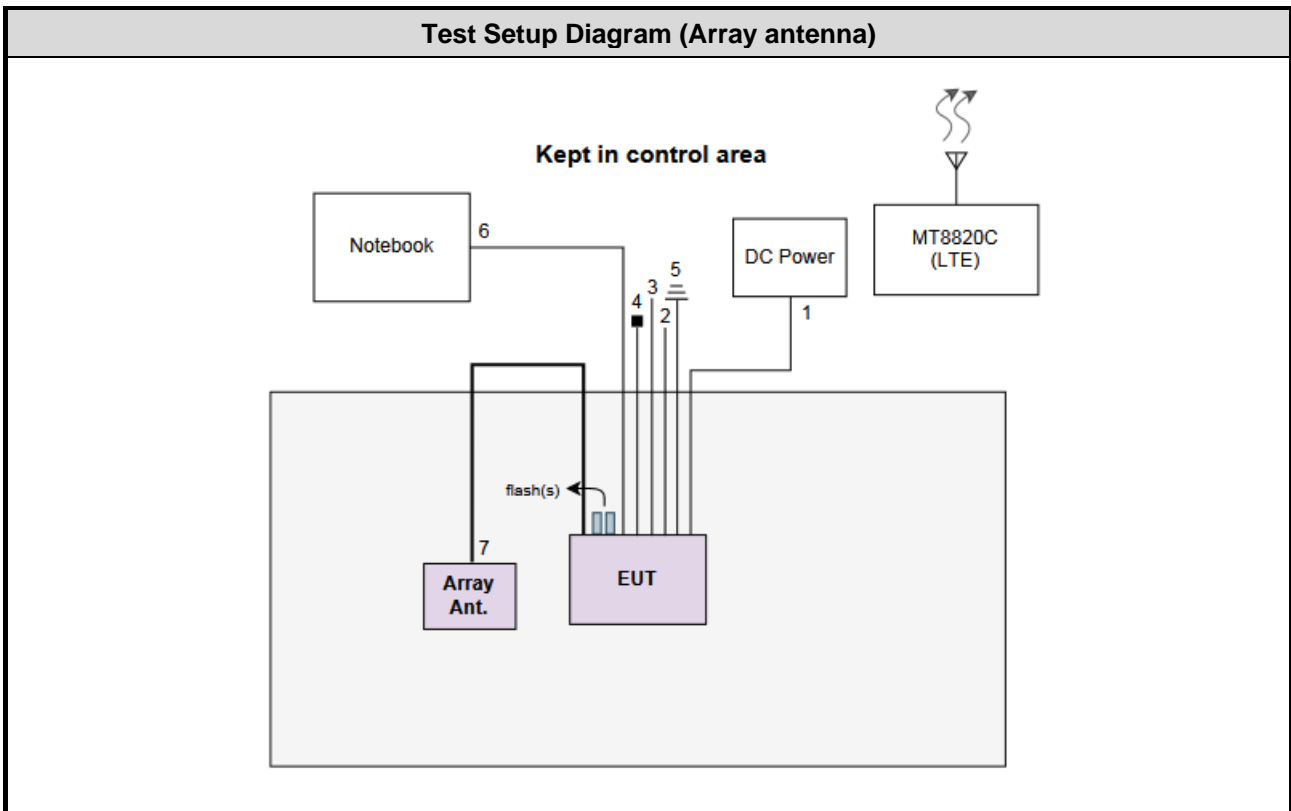 Test Setup Diagram (Array antenna)
Kept in control area
Notebook
6
DC Power
MT8820C
(LTE)
5
3
4
2
1
flash(s)
7
Array
Ant.
EUT